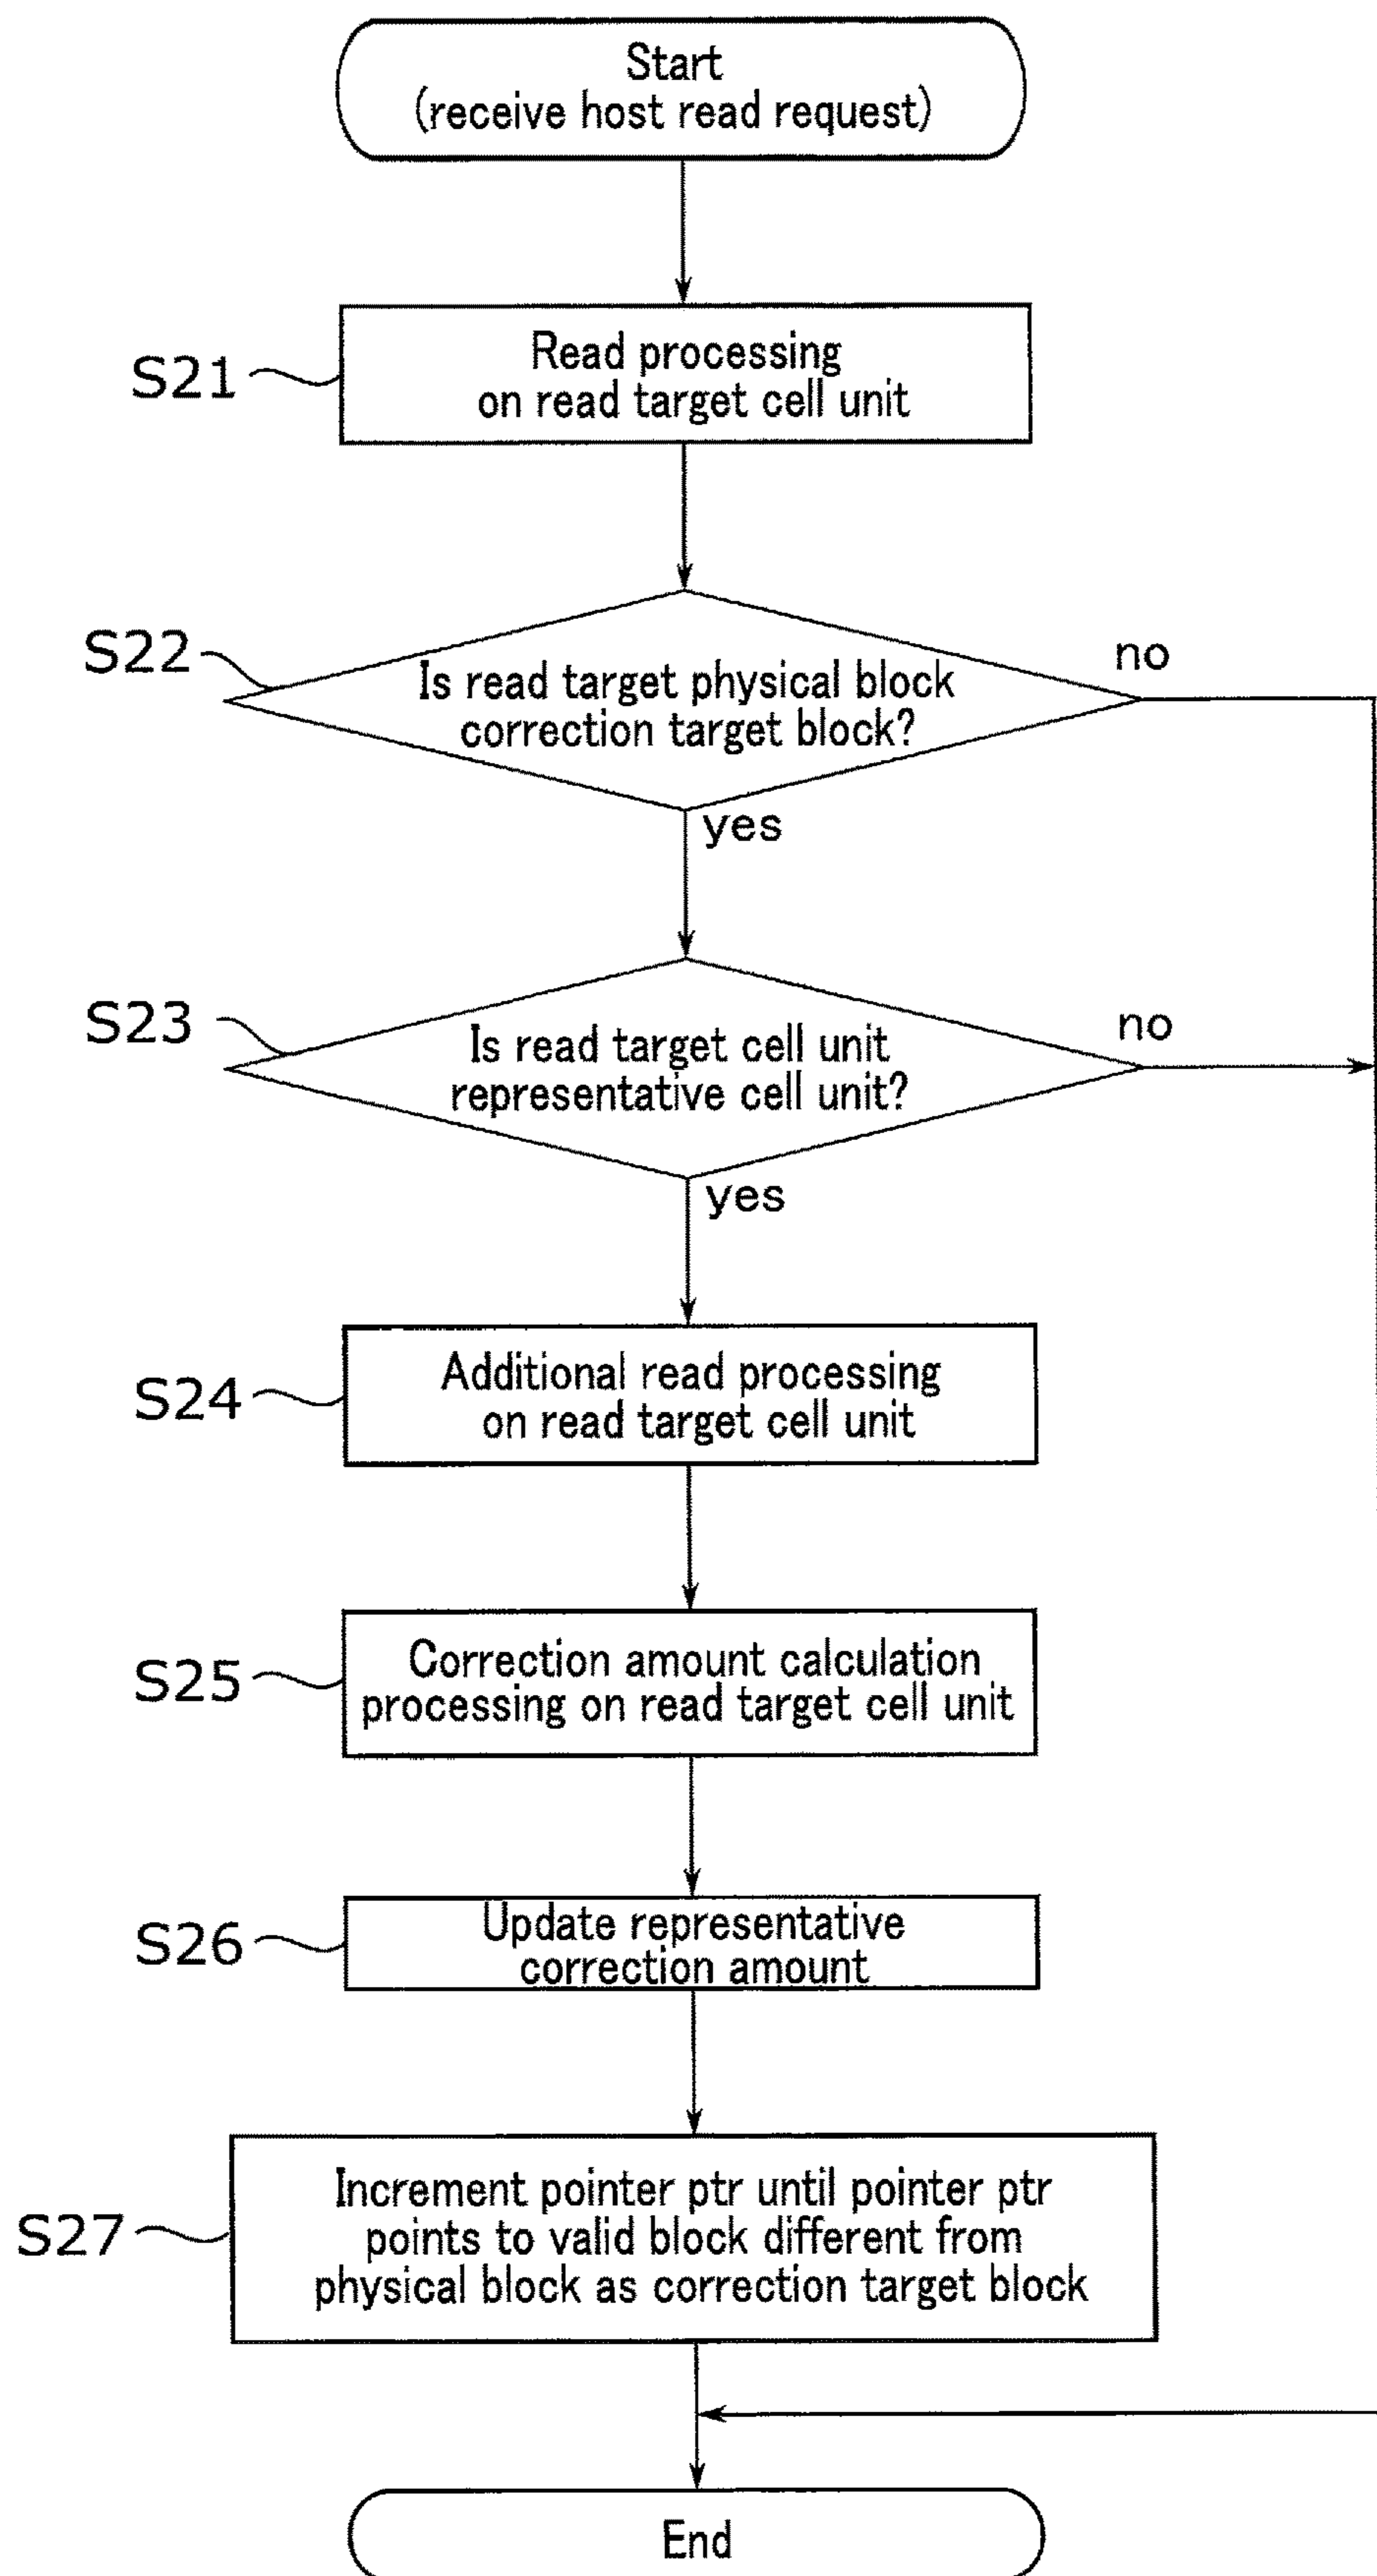 Start
(receive host read request)
S21
Read processing
on read target cell unit
S22
Is read target physical block
correction target block?
no
yes
S23
Is read target cell unit
representative cell unit?
no
yes
S24
Additional read processing
on read target cell unit
S25
Correction amount calculation
processing on read target cell unit
S26
Update representative
correction amount
S27
Increment pointer ptr until pointer ptr
points to valid block different from
physical block as correction target block
End